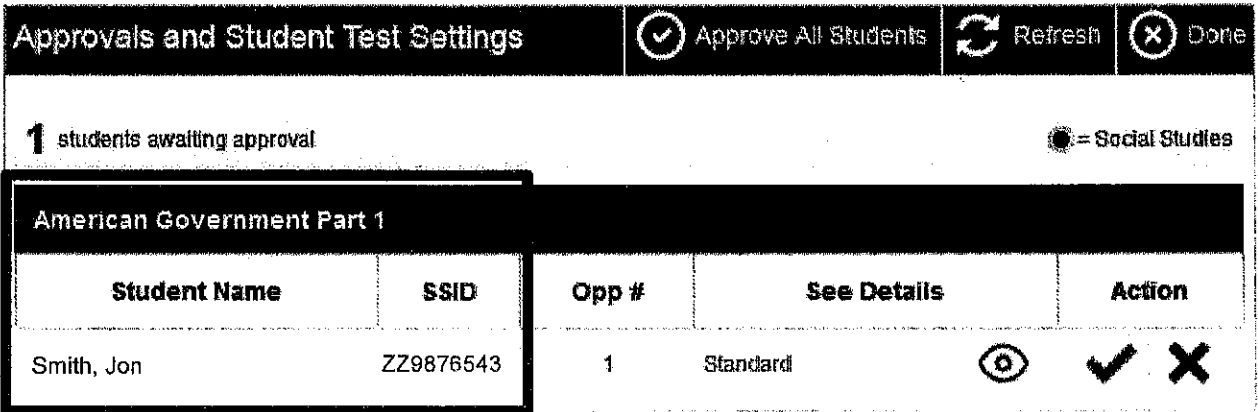 Approvals and Student Test Settings Approve All Students Refresh Done
1 students awaiting approval = Social Studies
American Government Part 1
Student Name SSID Opp # See Details Action
Smith, Jon ZZ9876543 1 Standard